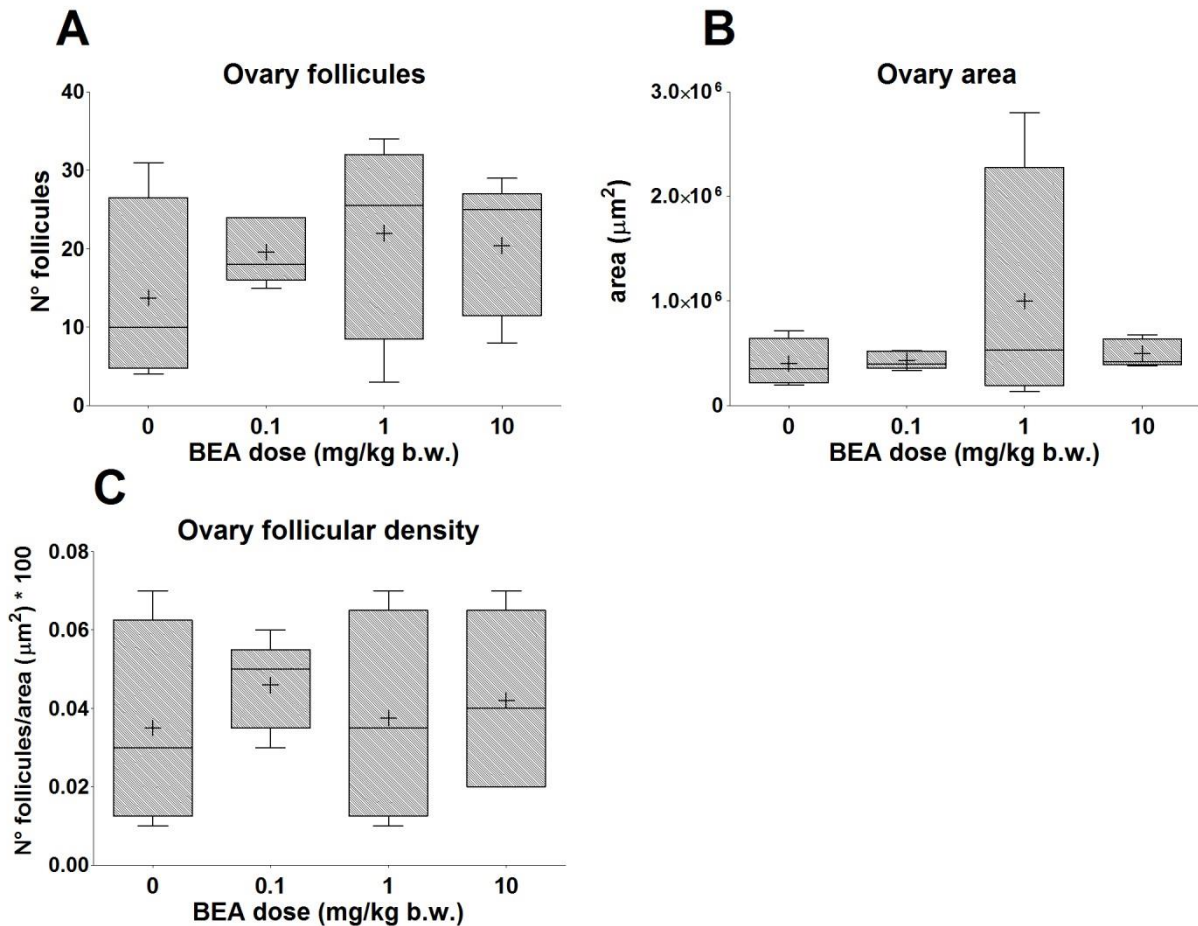 A
Ovary follicules
N° follicules
40
30
20
10
0
0 0.1 1 10
BEA dose (mg/kg b.w.)
B
Ovary area
area (μm²)
3.0×10⁶
2.0×10⁶
1.0×10⁶
0
0 0.1 1 10
BEA dose (mg/kg b.w.)
C
Ovary follicular density
N° follicules/area (μm²) * 100
0.08
0.06
0.04
0.02
0.00
0 0.1 1 10
BEA dose (mg/kg b.w.)